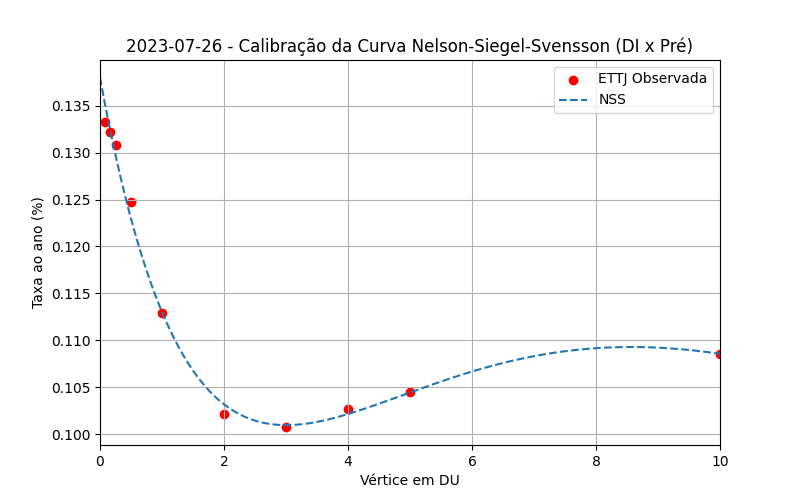 2023-07-26 - Calibração da Curva Nelson-Siegel-Svensson (DI x Pré)
ETTJ Observada
NSS
Taxa ao ano (%)
0.135
0.130
0.125
0.120
0.115
0.110
0.105
0.100
0 2 4 6 8 10
Vértice em DU